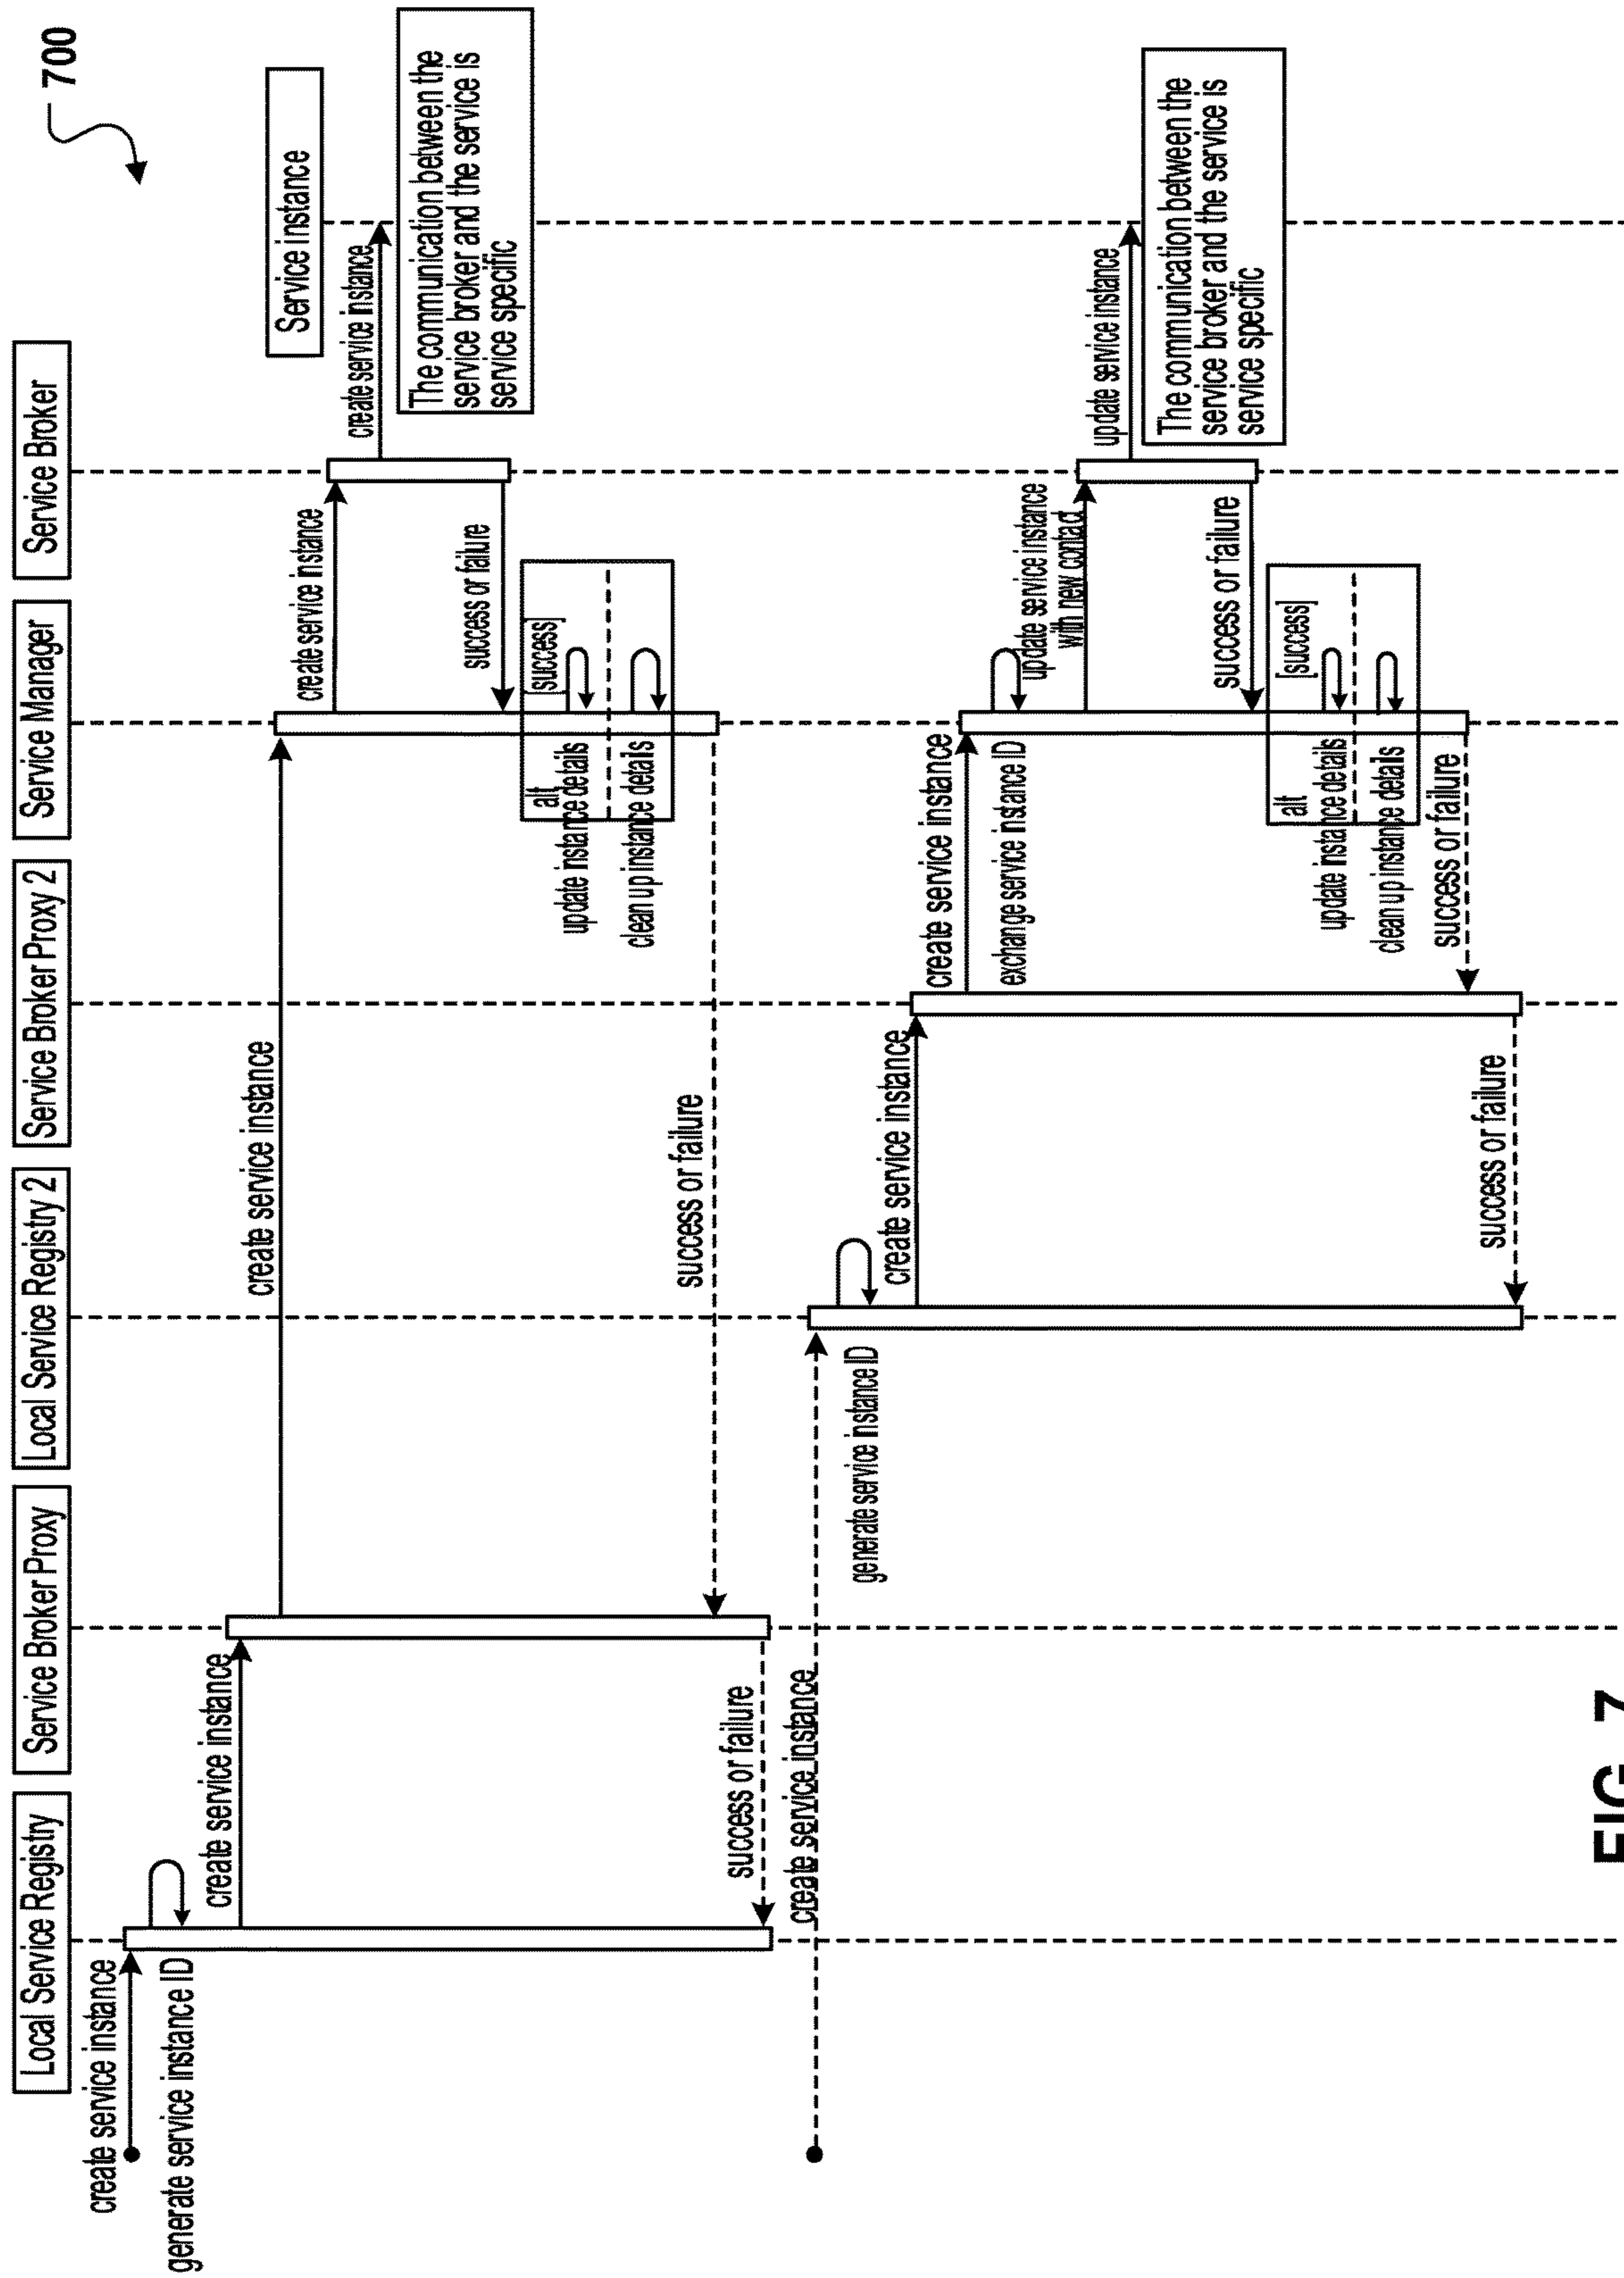 700
Local Service Registry
Service Broker Proxy
Local Service Registry 2
Service Broker Proxy 2
Service Manager
Service Broker
create service instance
generate service instance ID
create service instance
create service instance
Service instance
create service instance
create service instance
The communication between the
service broker and the service is
service specific
success or failure
alt
[success]
update instance details
clean up instance details
success or failure
success or failure
create service instance
generate service instance ID
create service instance
create service instance
exchange service instance ID
update service instance
with new contact
update service instance
The communication between the
service broker and the service is
service specific
success or failure
alt
[success]
update instance details
clean up instance details
success or failure
success or failure
FIG. 7